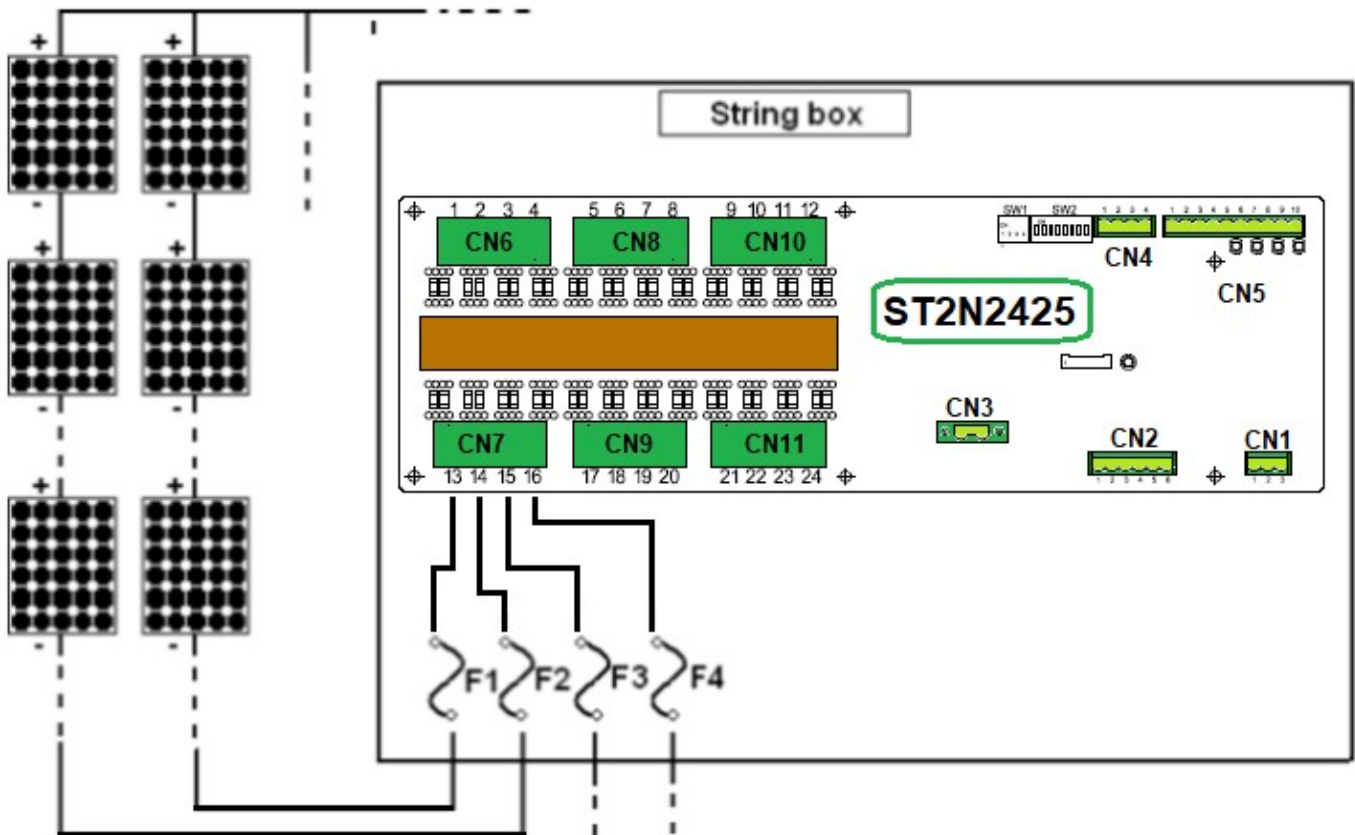 + +
- -
+ +
- -
+ +
- -
String box
1 2 3 4 5 6 7 8 9 10 11 12
SW1 SW2 1 2 3 4 1 2 3 4 5 6 7 8 9 10
CN6 CN8 CN10
CN4
CN5
ST2N2425
CN3
CN2
CN1
CN7 CN9 CN11
13 14 15 16 17 18 19 20 21 22 23 24
1 2 3 4 5 6
1 2 3
F1 F2 F3 F4